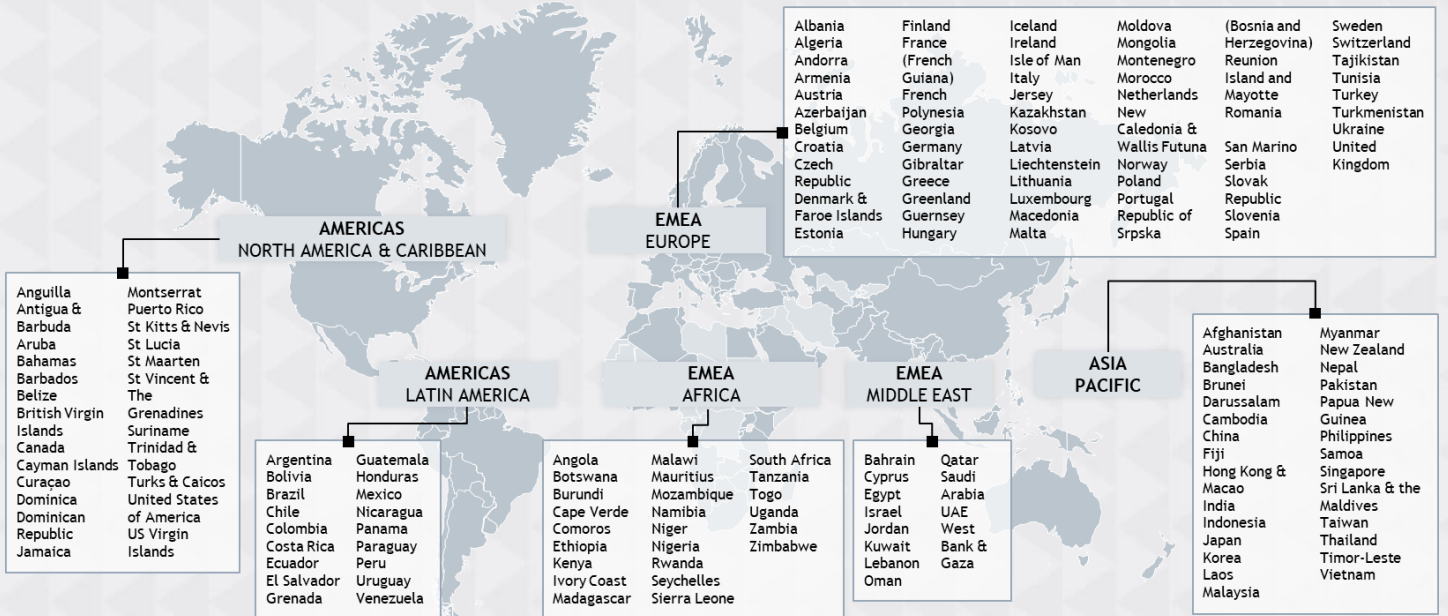 AMERICAS
NORTH AMERICA & CARIBBEAN
Anguilla
Antigua &
Barbuda
Aruba
Bahamas
Barbados
Belize
British Virgin
Islands
Canada
Cayman Islands
Curaçao
Dominica
Dominican
Republic
Jamaica
Montserrat
Puerto Rico
St Kitts & Nevis
St Lucia
St Maarten
St Vincent &
The
Grenadines
Suriname
Trinidad &
Tobago
Turks & Caicos
United States
of America
US Virgin
Islands
AMERICAS
LATIN AMERICA
Argentina
Bolivia
Brazil
Chile
Colombia
Costa Rica
Ecuador
El Salvador
Grenada
Guatemala
Honduras
Mexico
Nicaragua
Panama
Paraguay
Peru
Uruguay
Venezuela
EMEA
EUROPE
Albania
Algeria
Andorra
Armenia
Austria
Azerbaijan
Belgium
Croatia
Czech
Republic
Denmark &
Faroe Islands
Estonia
Finland
France
(French
Guiana)
French
Polynesia
Georgia
Germany
Gibraltar
Greece
Greenland
Guernsey
Hungary
Iceland
Ireland
Isle of Man
Italy
Jersey
Kazakhstan
Kosovo
Latvia
Liechtenstein
Lithuania
Luxembourg
Macedonia
Malta
Moldova
Mongolia
Montenegro
Morocco
Netherlands
New
Caledonia &
Wallis Futuna
Norway
Poland
Portugal
Republic of
Srpska
(Bosnia and
Herzegovina)
Reunion
Island and
Mayotte
Romania
San Marino
Serbia
Slovak
Republic
Slovenia
Spain
Sweden
Switzerland
Tajikistan
Tunisia
Turkey
Turkmenistan
Ukraine
United
Kingdom
EMEA
AFRICA
Angola
Botswana
Burundi
Cape Verde
Comoros
Ethiopia
Kenya
Ivory Coast
Madagascar
Malawi
Mauritius
Mozambique
Namibia
Niger
Nigeria
Rwanda
Seychelles
Sierra Leone
South Africa
Tanzania
Togo
Uganda
Zambia
Zimbabwe
EMEA
MIDDLE EAST
Bahrain
Cyprus
Egypt
Israel
Jordan
Kuwait
Lebanon
Oman
Qatar
Saudi
Arabia
UAE
West
Bank &
Gaza
ASIA
PACIFIC
Afghanistan
Australia
Bangladesh
Brunei
Darussalam
Cambodia
China
Fiji
Hong Kong &
Macao
India
Indonesia
Japan
Korea
Laos
Malaysia
Myanmar
New Zealand
Nepal
Pakistan
Papua New
Guinea
Philippines
Samoa
Singapore
Sri Lanka & the
Maldives
Taiwan
Thailand
Timor-Leste
Vietnam